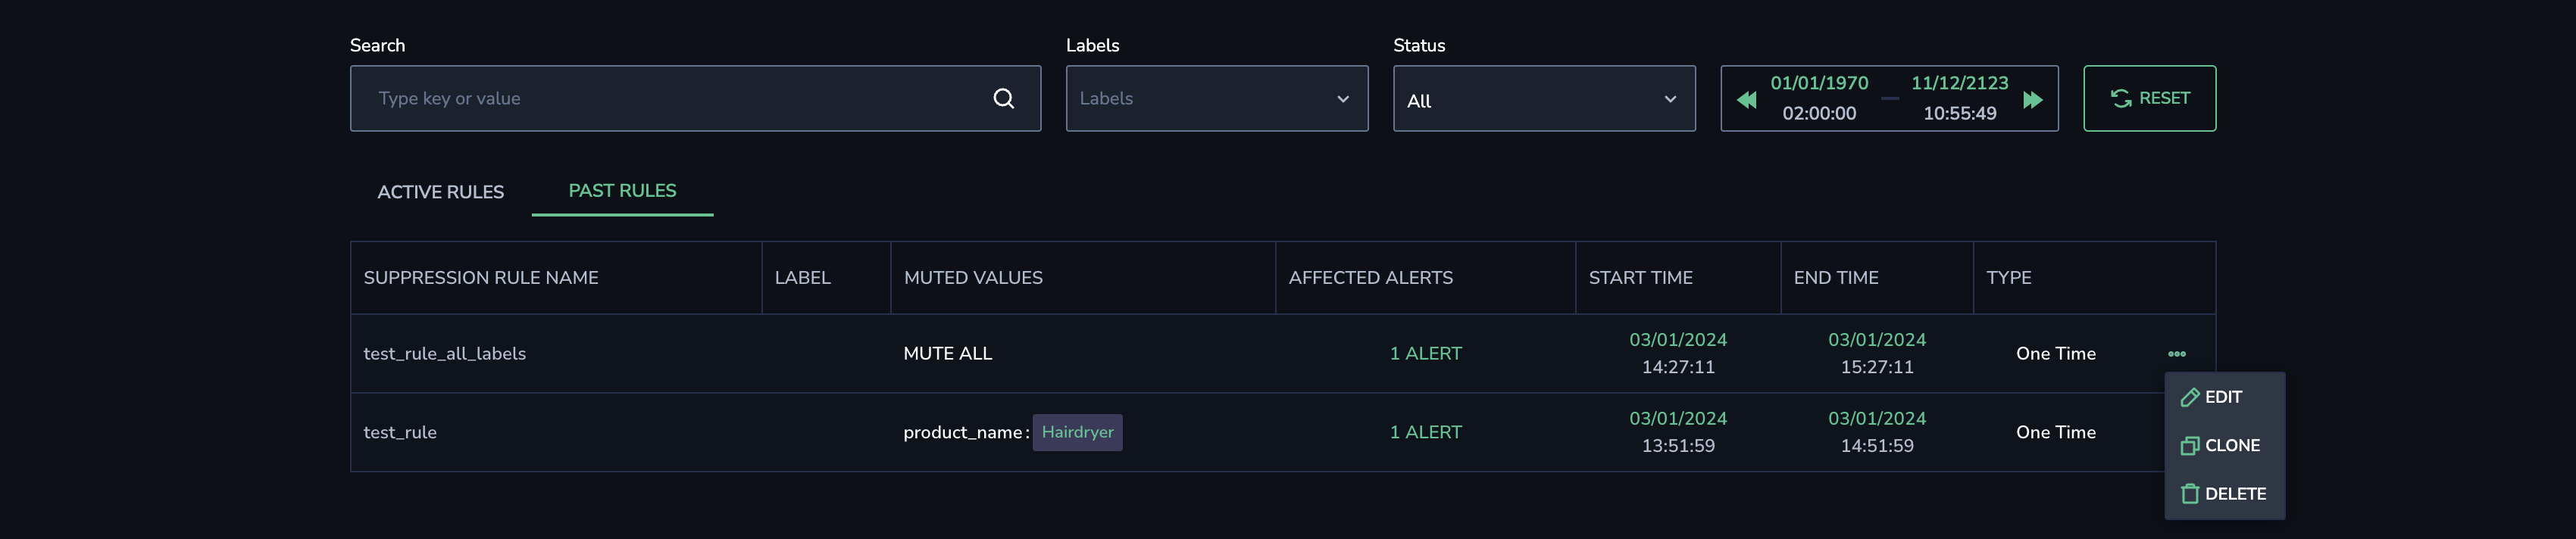 Search
Labels
Status
Type key or value
Labels
All
01/01/1970
02:00:00
11/12/2123
10:55:49
RESET
ACTIVE RULES
PAST RULES
SUPPRESSION RULE NAME
LABEL
MUTED VALUES
AFFECTED ALERTS
START TIME
END TIME
TYPE
test_rule_all_labels
MUTE ALL
1 ALERT
03/01/2024
14:27:11
03/01/2024
15:27:11
One Time
test_rule
product_name: Hairdryer
1 ALERT
03/01/2024
13:51:59
03/01/2024
14:51:59
One Time
EDIT
CLONE
DELETE